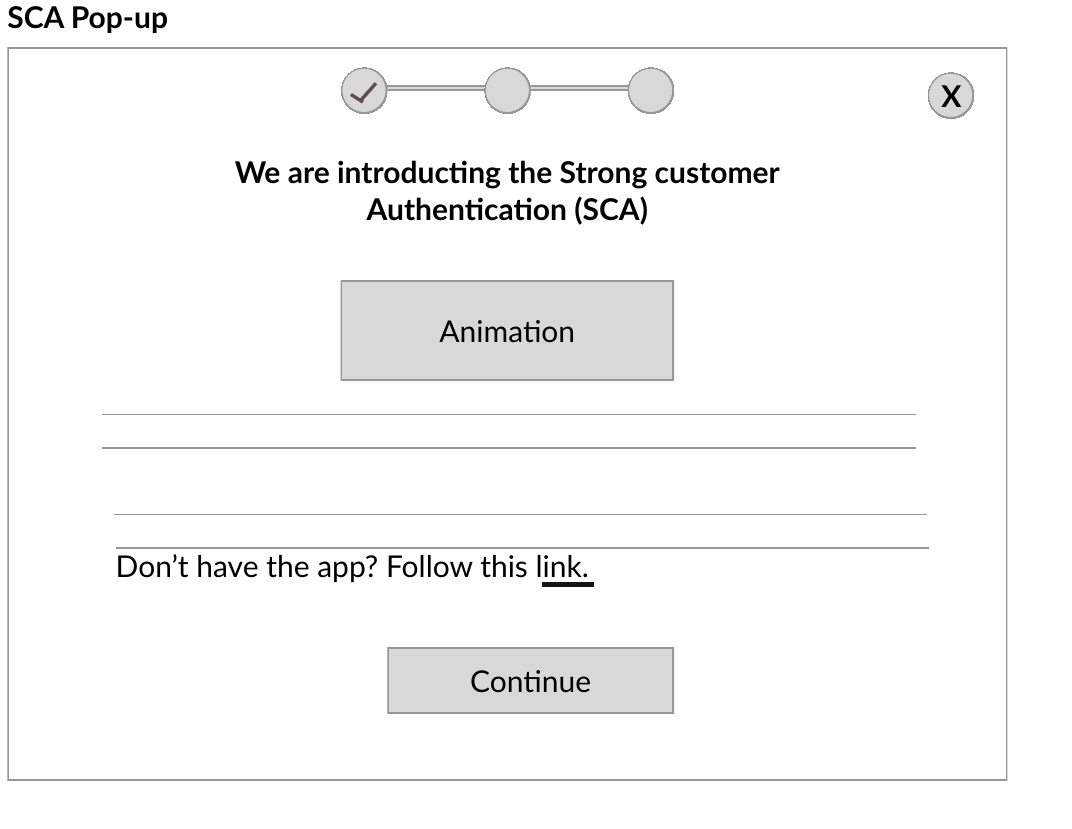 SCA Pop-up
X
We are introducting the Strong customer
Authentication (SCA)
Animation
Don’t have the app? Follow this link.
Continue